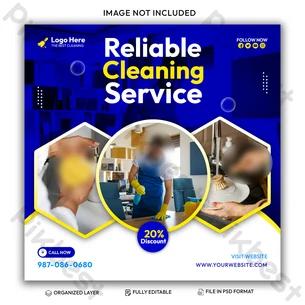 IMAGE NOT INCLUDED
Logo Here
THE BEST CLEANING
FOLLOW NOW
Reliable
Cleaning
Service
20%
Discount
CALL NOW
987-086-0680
VISIT WEBSITE
WWW.YOURWEBSITE.COM
ORGANIZED LAYER
FULLY EDITABLE
FILE IN PSD FORMAT
Pikbest